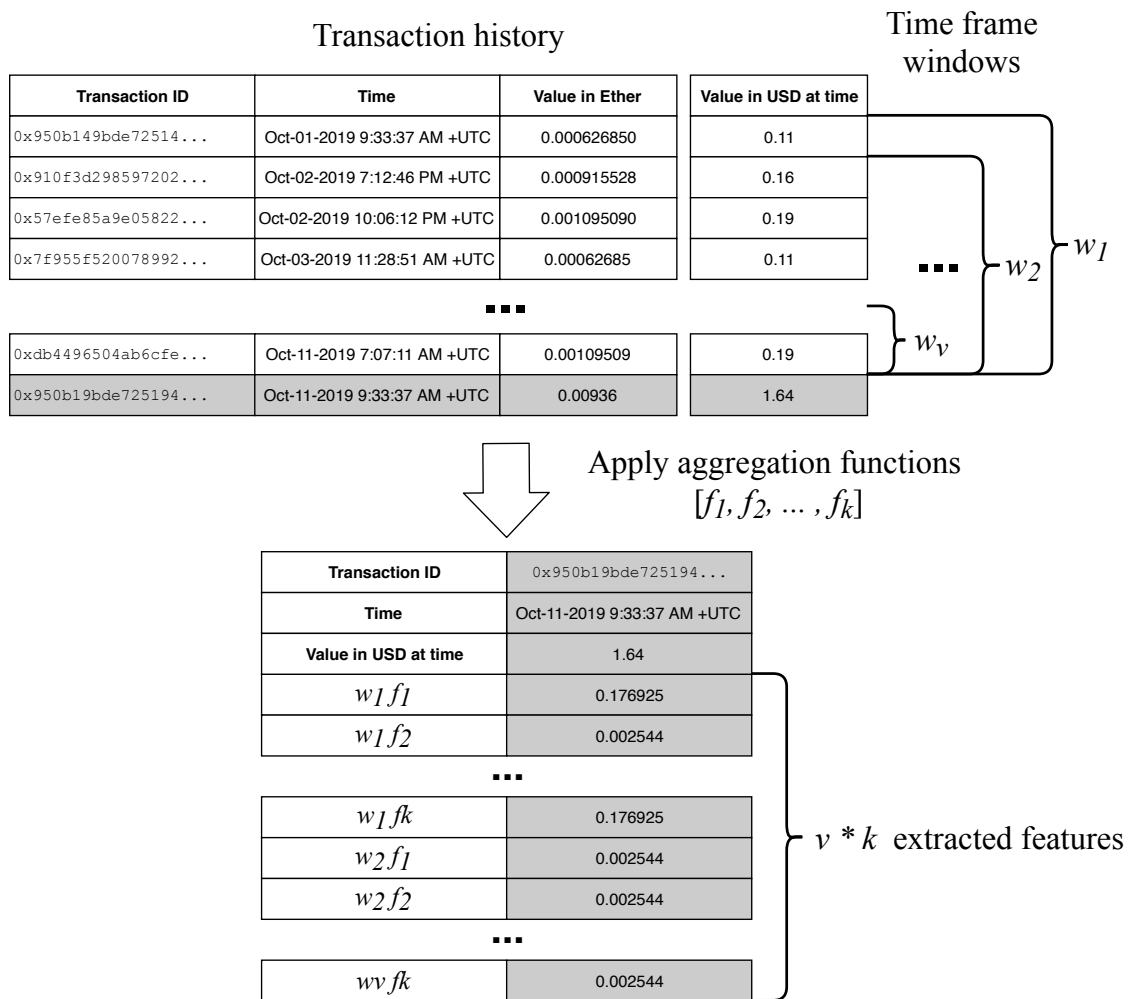 Transaction history
Time frame
windows
Transaction ID Time Value in Ether Value in USD at time
0x950b149bde72514... Oct-01-2019 9:33:37 AM +UTC 0.000626850 0.11
0x910f3d298597202... Oct-02-2019 7:12:46 PM +UTC 0.000915528 0.16
0x57efe85a9e05822... Oct-02-2019 10:06:12 PM +UTC 0.001095090 0.19
0x7f955f520078992... Oct-03-2019 11:28:51 AM +UTC 0.00062685 0.11
... w2 w1
...
wv
0xdb4496504ab6cfe... Oct-11-2019 7:07:11 AM +UTC 0.00109509 0.19
0x950b19bde725194... Oct-11-2019 9:33:37 AM +UTC 0.00936 1.64
Apply aggregation functions
[f1, f2, ... , fk]
Transaction ID 0x950b19bde725194...
Time Oct-11-2019 9:33:37 AM +UTC
Value in USD at time 1.64
w1 f1 0.176925
w1 f2 0.002544
...
w1 fk 0.176925
w2 f1 0.002544
w2 f2 0.002544
...
wv fk 0.002544
v * k extracted features